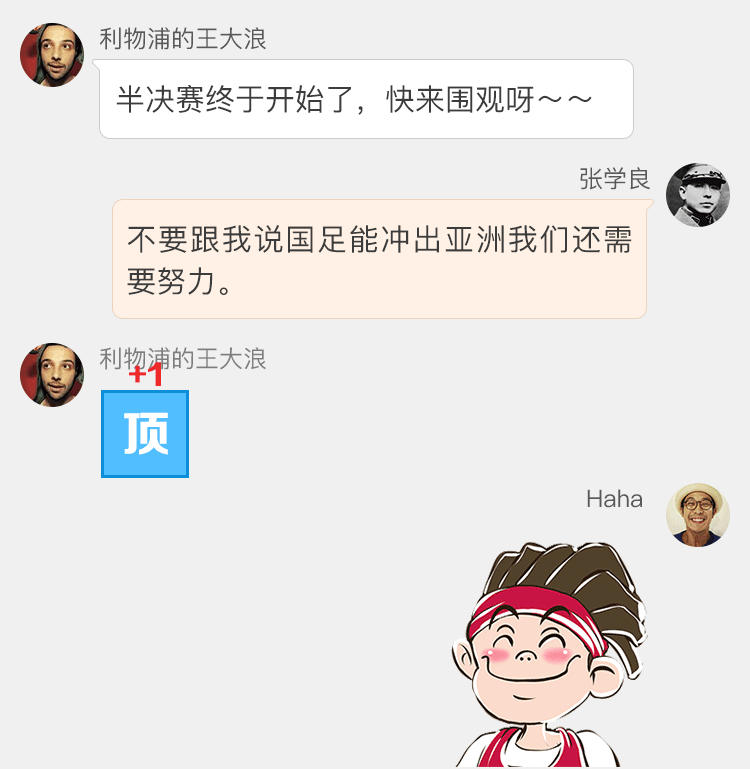 利物浦的王大浪
半决赛终于开始了，快来围观呀～～
张学良
不要跟我说国足能冲出亚洲我们还需
要努力。
利物浦的王大浪
+1
顶
Haha